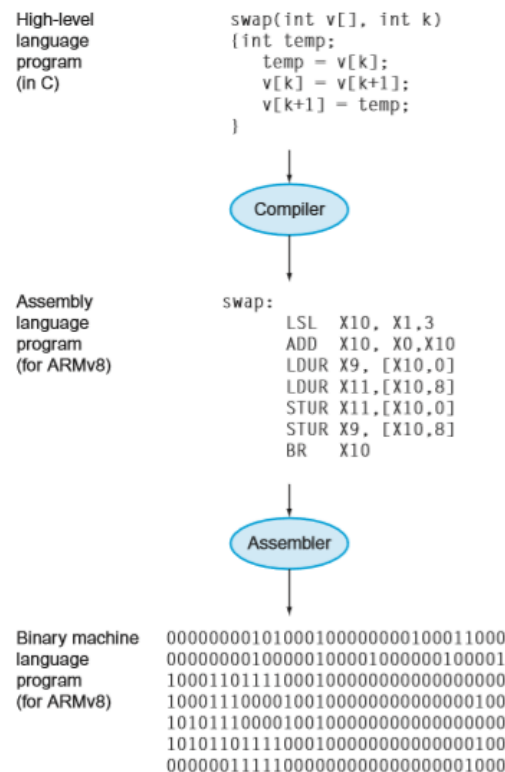 High-level
language
program
(in C)
swap(int v[], int k)
{int temp;
temp = v[k];
v[k] = v[k+1];
v[k+1] = temp;
}
Compiler
Assembly
language
program
(for ARMv8)
swap:
LSL X10, X1,3
ADD X10, X0,X10
LDUR X9, [X10,0]
LDUR X11,[X10,8]
STUR X11,[X10,0]
STUR X9, [X10,8]
BR X10
Assembler
Binary machine
language
program
(for ARMv8)
00000000101000100000000100011000
00000000100000100001000000100001
10001101111000100000000000000000
10001110000100100000000000000100
10101110000100100000000000000000
10101101111000100000000000000100
00000011111000000000000000001000